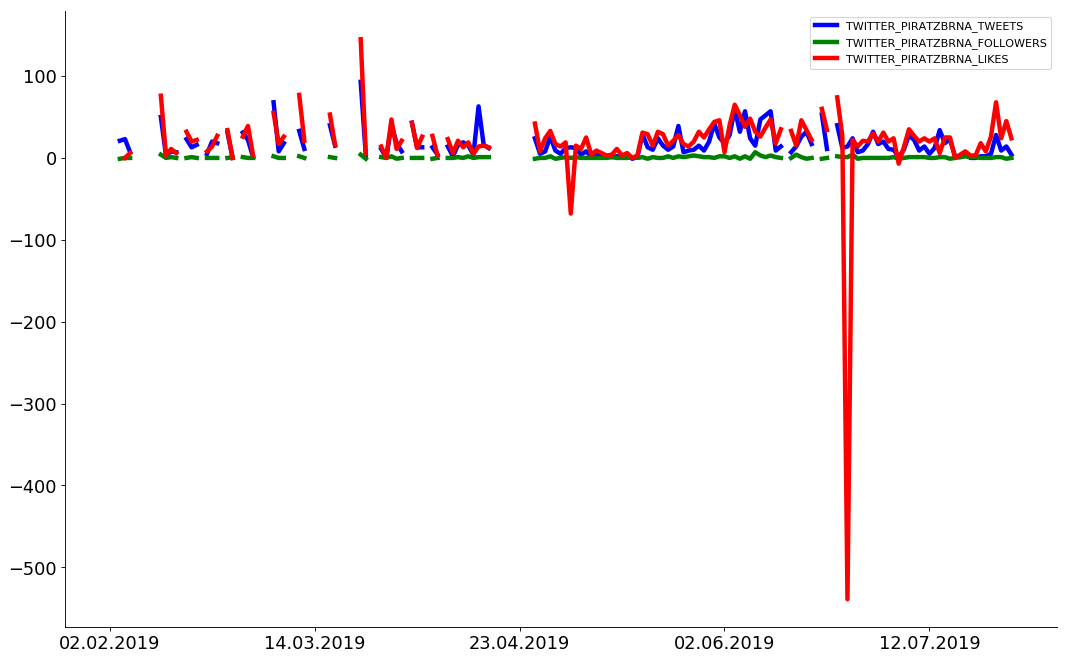 TWITTER_PIRATZBRNA_TWEETS
TWITTER_PIRATZBRNA_FOLLOWERS
TWITTER_PIRATZBRNA_LIKES
100
0
−100
−200
−300
−400
−500
02.02.2019 14.03.2019 23.04.2019 02.06.2019 12.07.2019